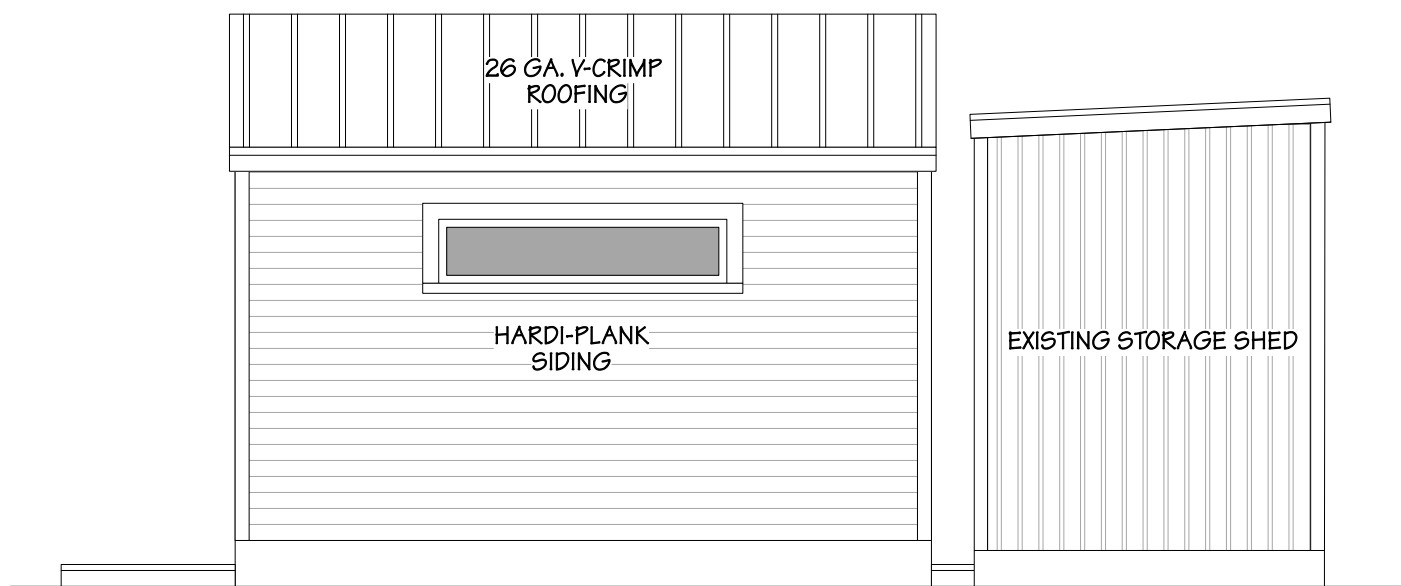 26 GA. V-CRIMP
ROOFING
HARDI-PLANK
SIDING
EXISTING STORAGE SHED